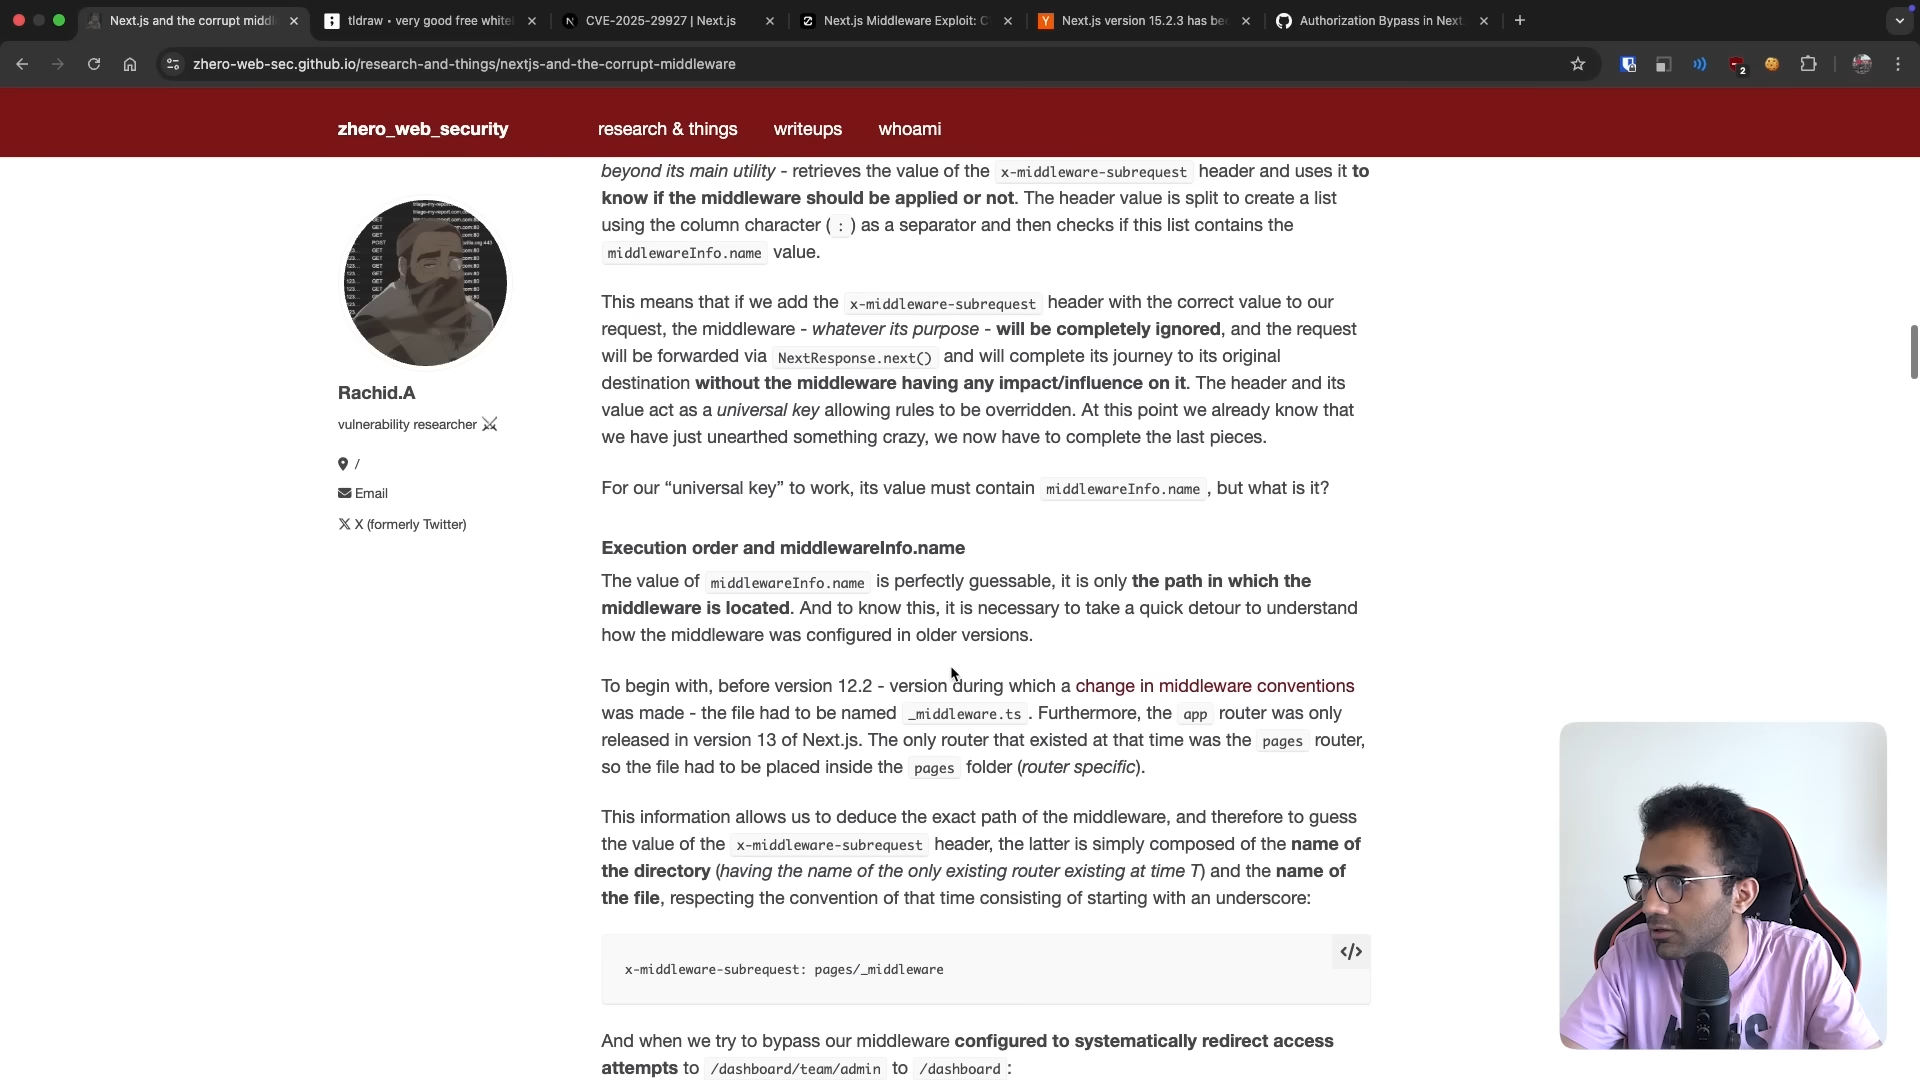 Next.js and the corrupt middl
tldraw • very good free white
CVE-2025-29927 | Next.js
Next.js Middleware Exploit: C
Next.js version 15.2.3 has be
Authorization Bypass in Next
zhero-web-sec.github.io/research-and-things/nextjs-and-the-corrupt-middleware
2
zhero_web_security
research & things
writeups
whoami
Rachid.A
vulnerability researcher
/
Email
X (formerly Twitter)
beyond its main utility - retrieves the value of the x-middleware-subrequest header and uses it to
know if the middleware should be applied or not. The header value is split to create a list
using the column character ( : ) as a separator and then checks if this list contains the
middlewareInfo.name value.
This means that if we add the x-middleware-subrequest header with the correct value to our
request, the middleware - whatever its purpose - will be completely ignored, and the request
will be forwarded via NextResponse.next() and will complete its journey to its original
destination without the middleware having any impact/influence on it. The header and its
value act as a universal key allowing rules to be overridden. At this point we already know that
we have just unearthed something crazy, we now have to complete the last pieces.
For our “universal key” to work, its value must contain middlewareInfo.name , but what is it?
Execution order and middlewareInfo.name
The value of middlewareInfo.name is perfectly guessable, it is only the path in which the
middleware is located. And to know this, it is necessary to take a quick detour to understand
how the middleware was configured in older versions.
To begin with, before version 12.2 - version during which a change in middleware conventions
was made - the file had to be named _middleware.ts . Furthermore, the app router was only
released in version 13 of Next.js. The only router that existed at that time was the pages router,
so the file had to be placed inside the pages folder (router specific).
This information allows us to deduce the exact path of the middleware, and therefore to guess
the value of the x-middleware-subrequest header, the latter is simply composed of the name of
the directory (having the name of the only existing router existing at time T) and the name of
the file, respecting the convention of that time consisting of starting with an underscore:
</>
x-middleware-subrequest: pages/_middleware
And when we try to bypass our middleware configured to systematically redirect access
attempts to /dashboard/team/admin to /dashboard :